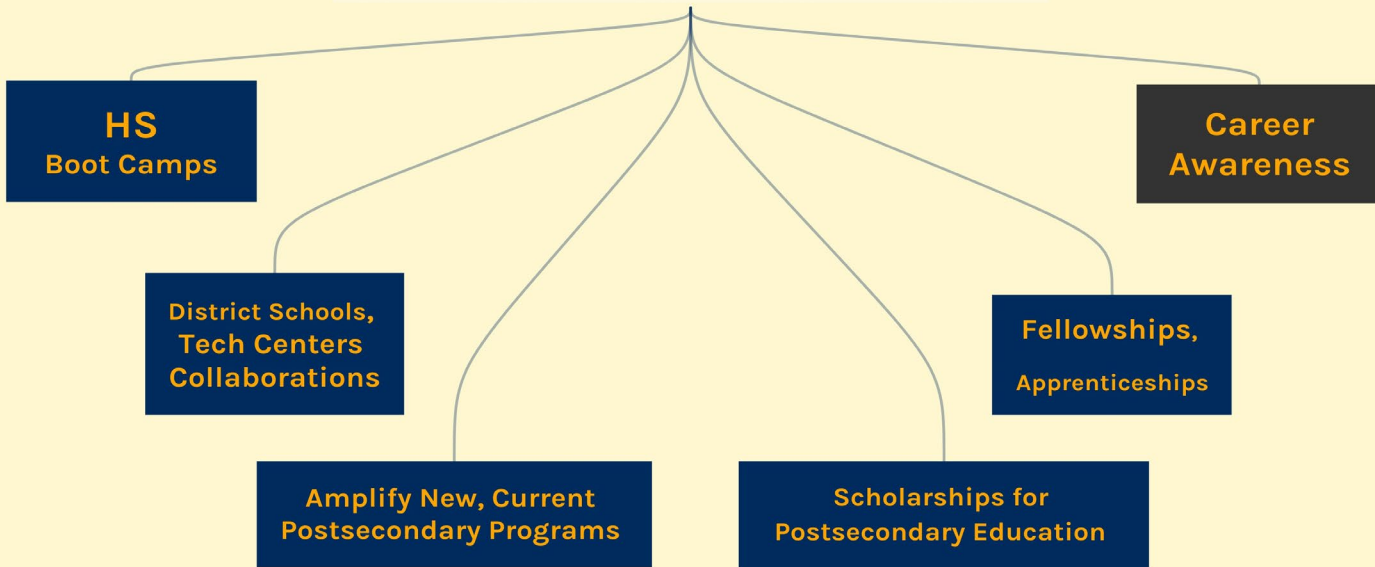 HS
Boot Camps
Career
Awareness
District Schools,
Tech Centers
Collaborations
Fellowships,
Apprenticeships
Amplify New, Current
Postsecondary Programs
Scholarships for
Postsecondary Education